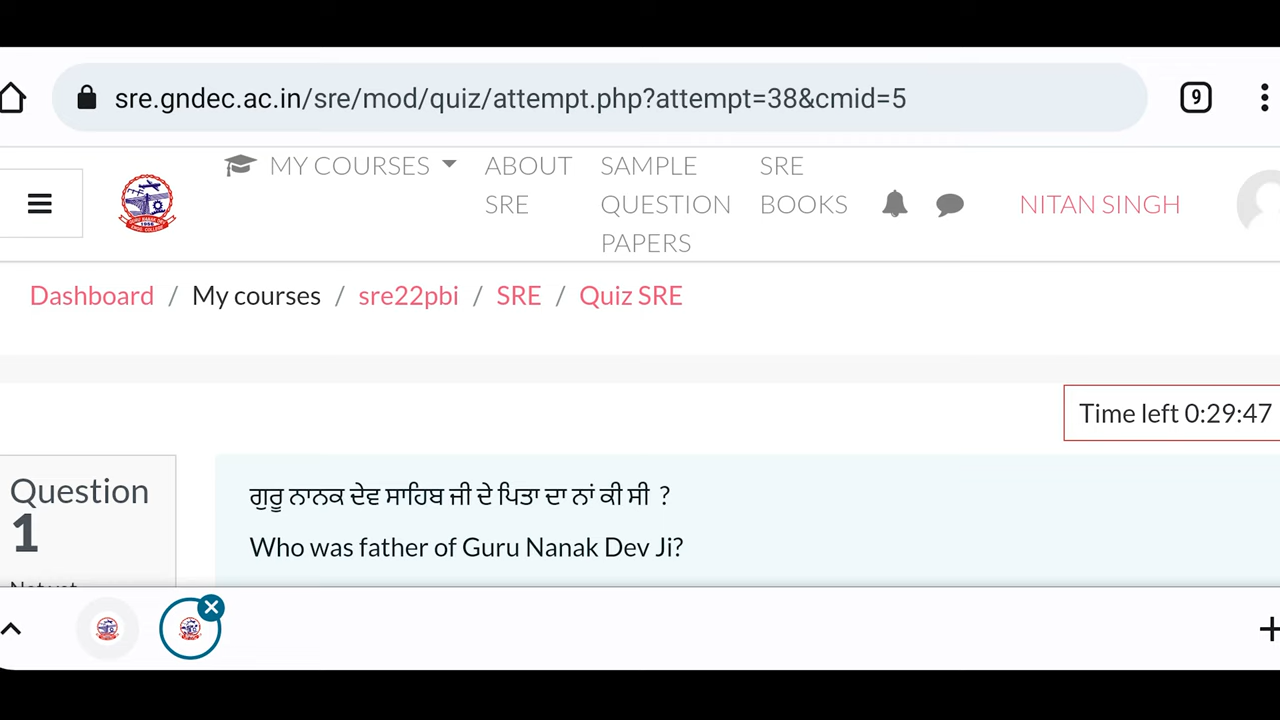 sre.gndec.ac.in/sre/mod/quiz/attempt.php?attempt=38&cmid=5
9
MY COURSES
ABOUT SRE
SAMPLE QUESTION PAPERS
SRE BOOKS
NITAN SINGH
Dashboard / My courses / sre22pbi / SRE / Quiz SRE
Time left 0:29:47
Question 1
ਗੁਰੂ ਨਾਨਕ ਦੇਵ ਸਾਹਿਬ ਜੀ ਦੇ ਪਿਤਾ ਦਾ ਨਾਂ ਕੀ ਸੀ ?
Who was father of Guru Nanak Dev Ji?